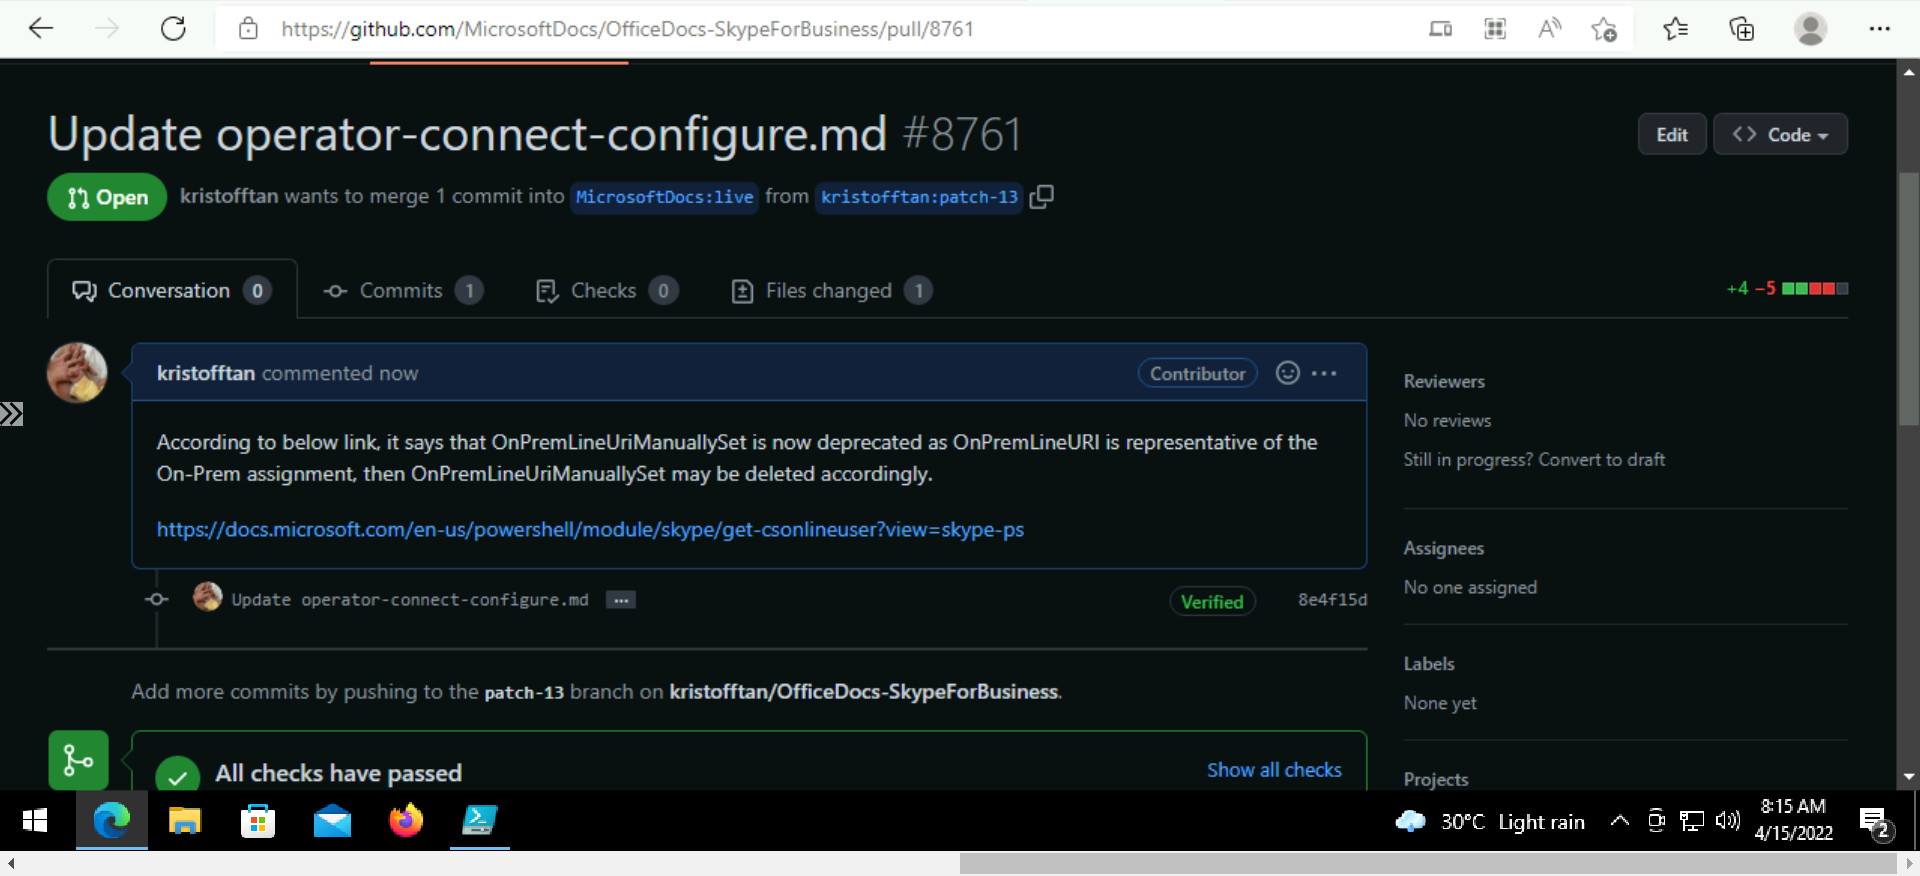 https://github.com/MicrosoftDocs/OfficeDocs-SkypeForBusiness/pull/8761
Update operator-connect-configure.md #8761
Edit
Code
Open
kristofftan wants to merge 1 commit into MicrosoftDocs:live from kristofftan:patch-13
Conversation 0
Commits 1
Checks 0
Files changed 1
+4 −5
kristofftan commented now
Contributor
According to below link, it says that OnPremLineUriManuallySet is now deprecated as OnPremLineURI is representative of the
On-Prem assignment, then OnPremLineUriManuallySet may be deleted accordingly.
https://docs.microsoft.com/en-us/powershell/module/skype/get-csonlineuser?view=skype-ps
Update operator-connect-configure.md ...
Verified
8e4f15d
Add more commits by pushing to the patch-13 branch on kristofftan/OfficeDocs-SkypeForBusiness.
All checks have passed
Show all checks
Reviewers
No reviews
Still in progress? Convert to draft
Assignees
No one assigned
Labels
None yet
Projects
30°C Light rain
8:15 AM
4/15/2022
2